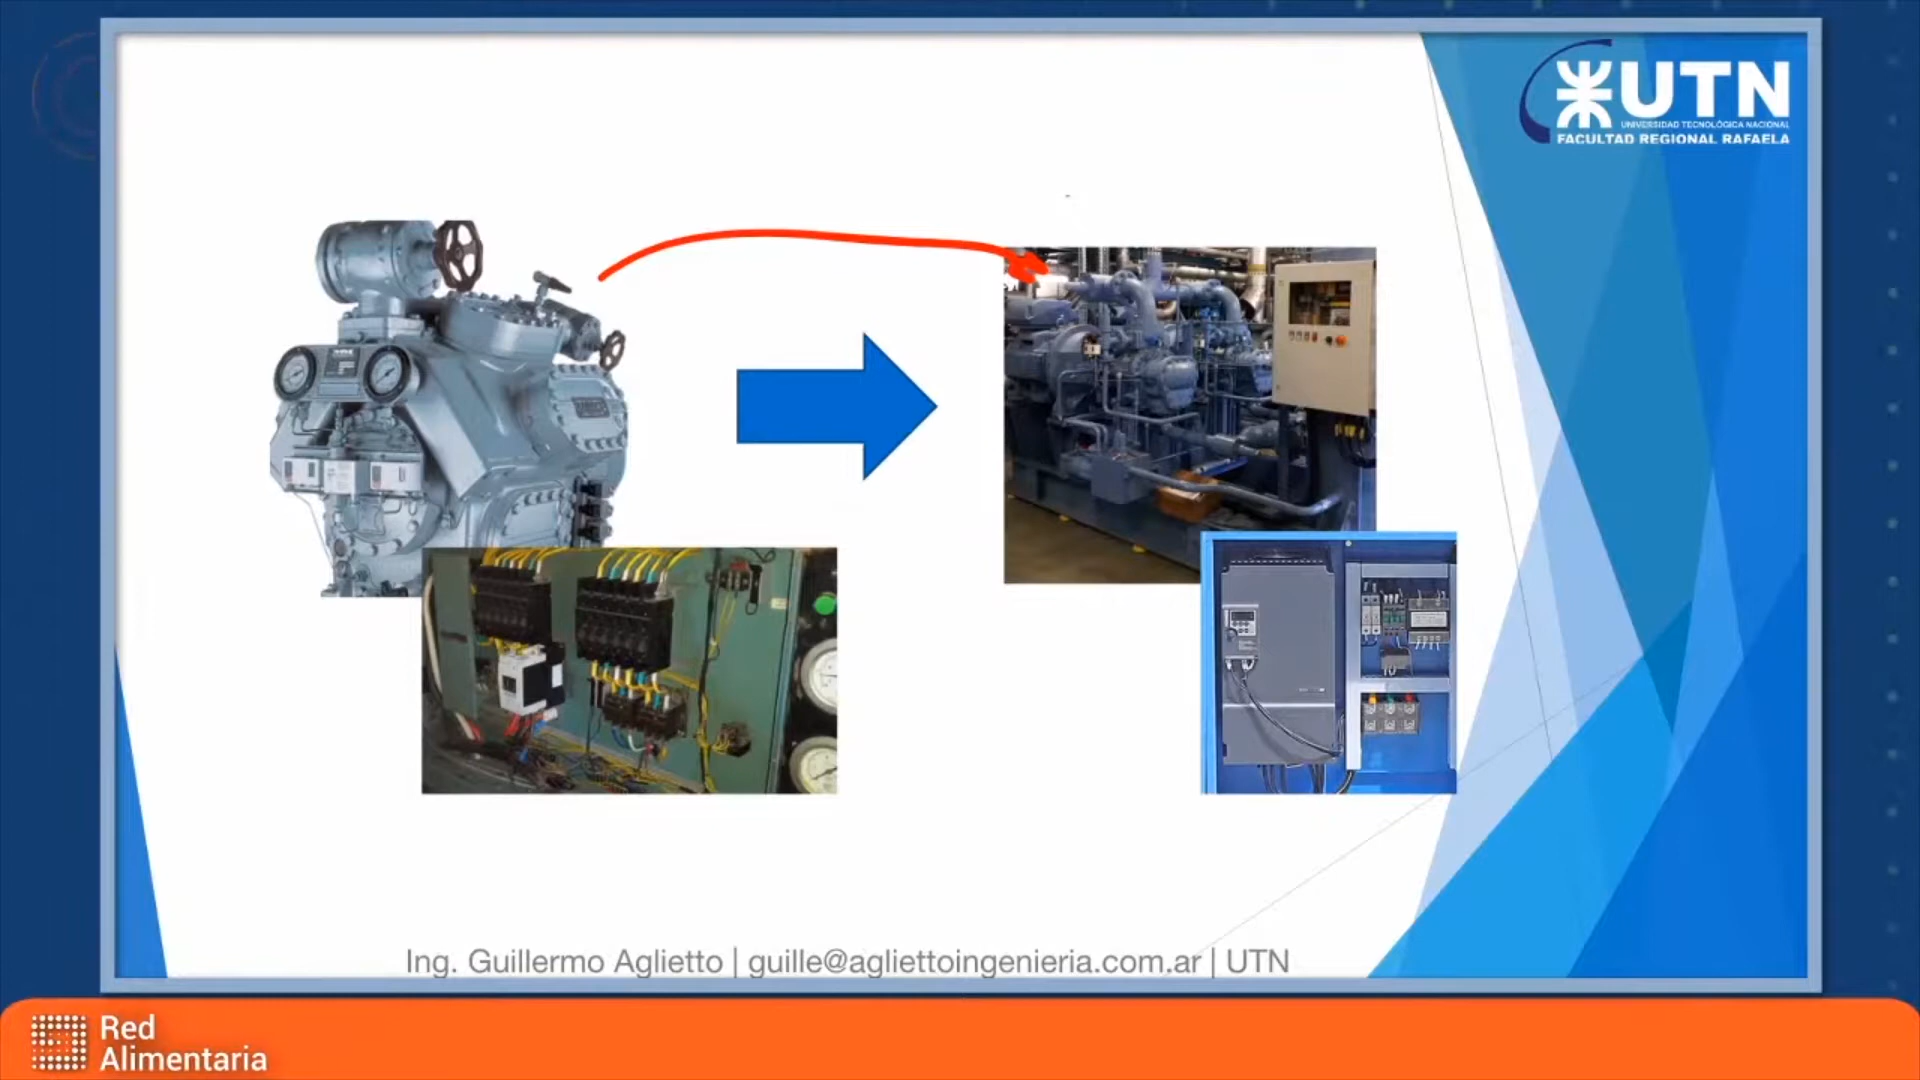 UTN
UNIVERSIDAD TECNOLÓGICA NACIONAL
FACULTAD REGIONAL RAFAELA
Ing. Guillermo Aglietto | guille@agliettoingenieria.com.ar | UTN
Red
Alimentaria